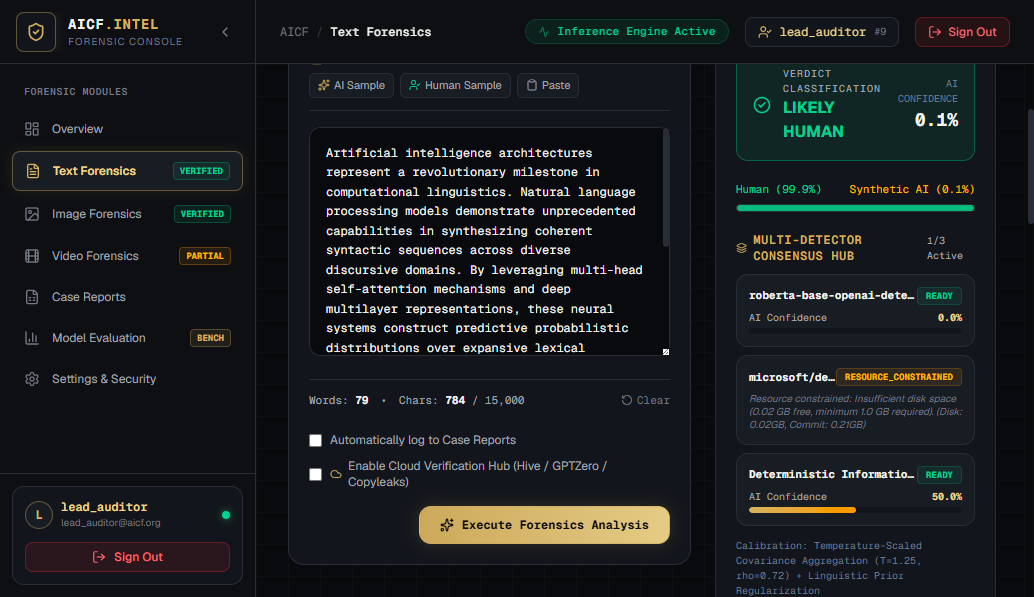 AICF.INTEL
FORENSIC CONSOLE
FORENSIC MODULES
Overview
Text Forensics VERIFIED
Image Forensics VERIFIED
Video Forensics PARTIAL
Case Reports
Model Evaluation BENCH
Settings & Security
L
lead_auditor
lead_auditor@aicf.org
Sign Out
AICF / Text Forensics
Inference Engine Active
lead_auditor #9
Sign Out
AI Sample
Human Sample
Paste
Artificial intelligence architectures
represent a revolutionary milestone in
computational linguistics. Natural language
processing models demonstrate unprecedented
capabilities in synthesizing coherent
syntactic sequences across diverse
discursive domains. By leveraging multi-head
self-attention mechanisms and deep
multilayer representations, these neural
systems construct predictive probabilistic
distributions over expansive lexical
Words: 79 • Chars: 784 / 15,000
Clear
Automatically log to Case Reports
Enable Cloud Verification Hub (Hive / GPTZero /
Copyleaks)
Execute Forensics Analysis
VERDICT
CLASSIFICATION
LIKELY
HUMAN
AI
CONFIDENCE
0.1%
Human (99.9%) Synthetic AI (0.1%)
MULTI-DETECTOR
CONSENSUS HUB
1/3
Active
roberta-base-openai-dete… READY
AI Confidence 0.0%
microsoft/de… RESOURCE_CONSTRAINED
Resource constrained: Insufficient disk space
(0.02 GB free, minimum 1.0 GB required). (Disk:
0.02GB, Commit: 0.21GB)
Deterministic Informatio… READY
AI Confidence 50.0%
Calibration: Temperature-Scaled
Covariance Aggregation (T=1.25,
rho=0.72) + Linguistic Prior
Regularization